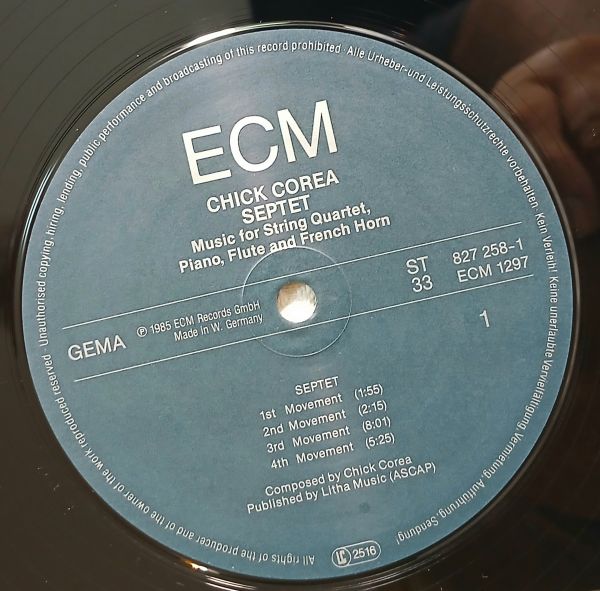 ECM
CHICK COREA
SEPTET
Music for String Quartet,
Piano, Flute and French Horn
GEMA
℗ 1985 ECM Records GmbH
Made In W. Germany
ST
33
827 258-1
ECM 1297
1
SEPTET
1st Movement (1:55)
2nd Movement (2:15)
3rd Movement (8:01)
4th Movement (5:25)
Composed by Chick Corea
Published by Litha Music (ASCAP)
All rights of the producer and of the owner of the work reproduced reserved · Unauthorised copying, hiring, lending, public performance and broadcasting of this record prohibited · Alle Urheber-und Leistungsschutzrechte vorbehalten. Kein Verleih! Keine unerlaubte Vervielfältigung, Vermietung, Aufführung, Sendung!
LC 2516